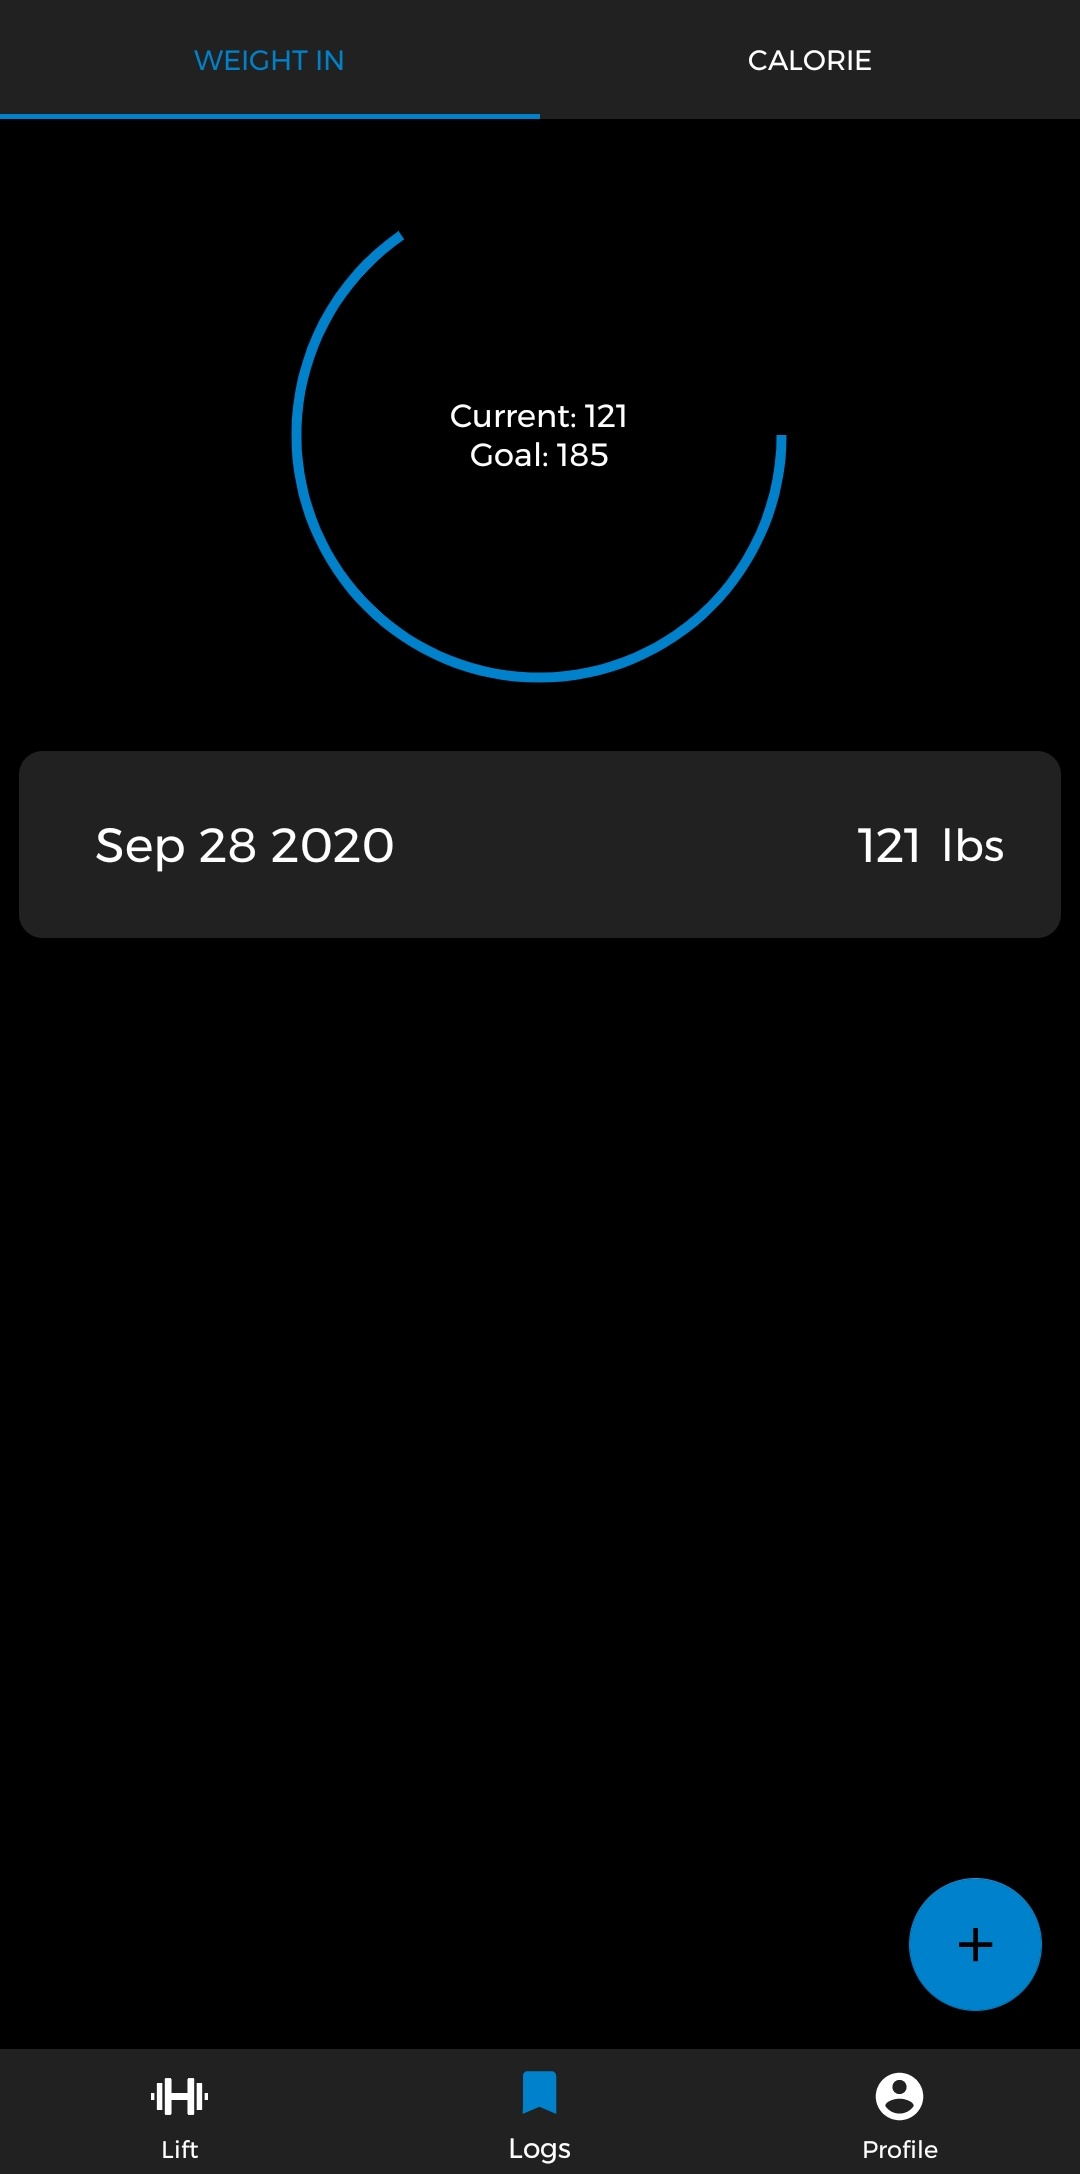 WEIGHT IN CALORIE
Current: 121
Goal: 185
Sep 28 2020 121 lbs
Lift Logs Profile